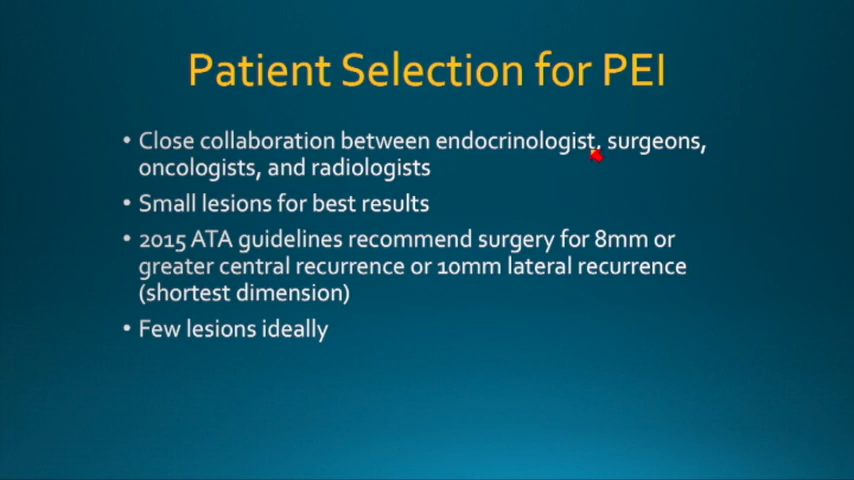 Patient Selection for PEI
• Close collaboration between endocrinologist, surgeons,
oncologists, and radiologists
• Small lesions for best results
• 2015 ATA guidelines recommend surgery for 8mm or
greater central recurrence or 10mm lateral recurrence
(shortest dimension)
• Few lesions ideally